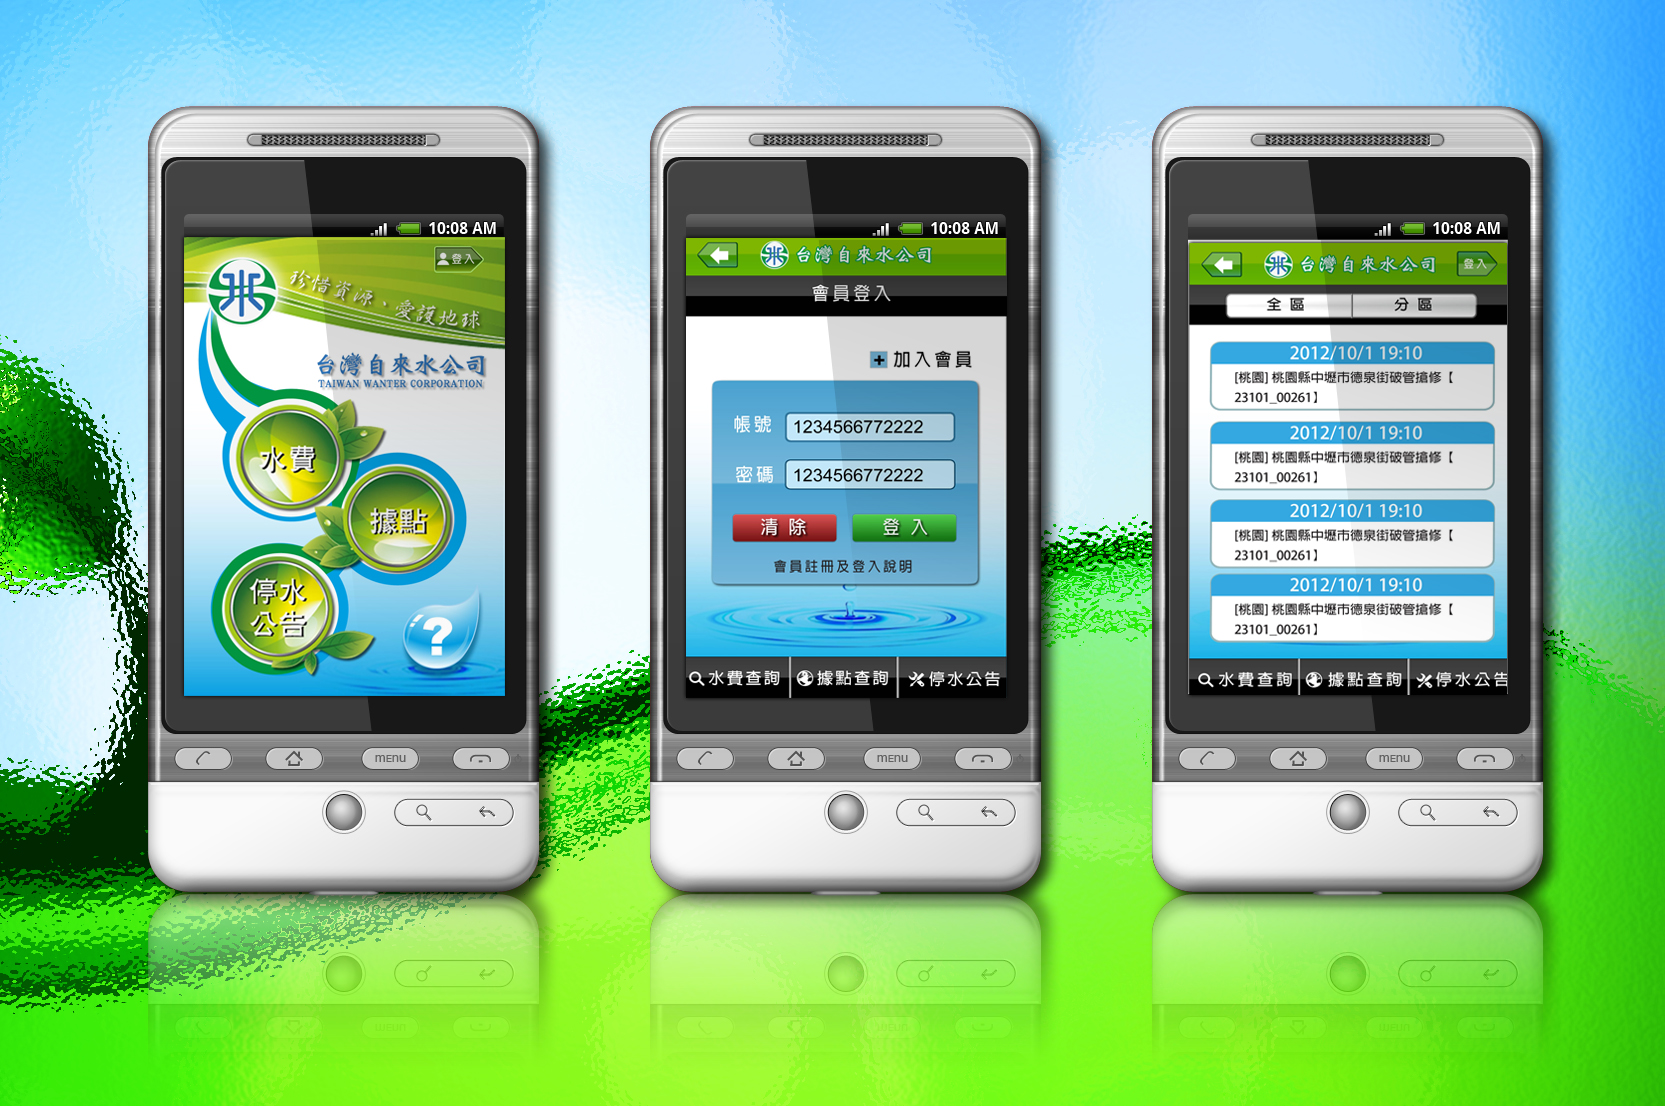 10:08 AM
登入
珍惜資源、愛護地球
台灣自來水公司
TAIWAN WANTER CORPORATION
水費
據點
停水
公告
?
MENU
10:08 AM
台灣自來水公司
會員登入
加入會員
帳號 1234566772222
密碼 1234566772222
清除 登入
會員註冊及登入說明
水費查詢 據點查詢 停水公告
MENU
10:08 AM
台灣自來水公司 登入
全區 分區
2012/10/1 19:10
[桃園] 桃園縣中壢市德泉街破管搶修【
23101_00261】
2012/10/1 19:10
[桃園] 桃園縣中壢市德泉街破管搶修【
23101_00261】
2012/10/1 19:10
[桃園] 桃園縣中壢市德泉街破管搶修【
23101_00261】
2012/10/1 19:10
[桃園] 桃園縣中壢市德泉街破管搶修【
23101_00261】
水費查詢 據點查詢 停水公告
MENU